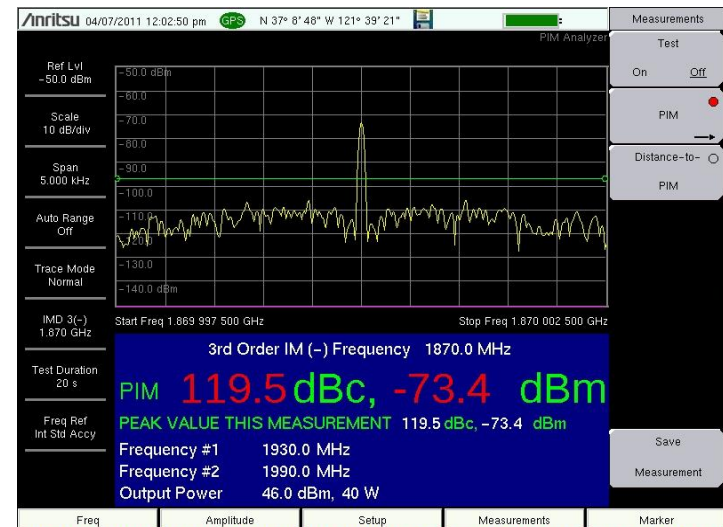 Anritsu 04/07/2011 12:02:50 pm GPS N 37° 8' 48" W 121° 39' 21"
Measurements
PIM Analyzer
Ref Lvl
-50.0 dBm
Scale
10 dB/div
Span
5.000 kHz
Auto Range
Off
Trace Mode
Normal
IMD 3(-)
1.870 GHz
Test Duration
20 s
Freq Ref
Int Std Accy
-50.0 dBm
-60.0
-70.0
-80.0
-90.0
-100.0
-110.0
-120.0
-130.0
-140.0 dBm
Start Freq 1.869 997 500 GHz
Stop Freq 1.870 002 500 GHz
3rd Order IM (-) Frequency 1870.0 MHz
PIM 119.5 dBc, -73.4 dBm
PEAK VALUE THIS MEASUREMENT 119.5 dBc, -73.4 dBm
Frequency #1 1930.0 MHz
Frequency #2 1990.0 MHz
Output Power 46.0 dBm, 40 W
Test
On Off
PIM
Distance-to-
PIM
Save
Measurement
Freq
Amplitude
Setup
Measurements
Marker